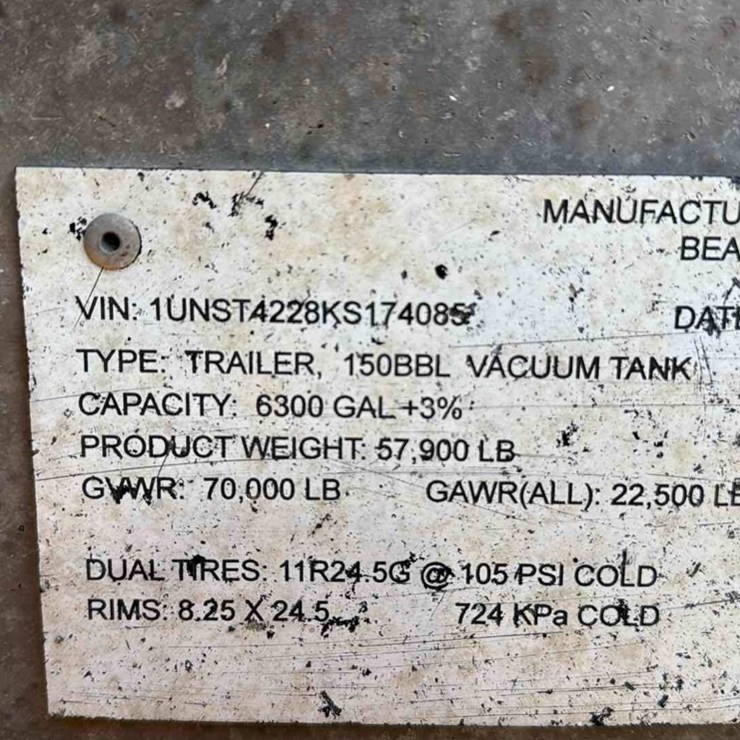 MANUFACTU
BEA
VIN: 1UNST4228KS174085
DATE
TYPE: TRAILER, 150BBL VACUUM TANK
CAPACITY: 6300 GAL +3%
PRODUCT WEIGHT: 57,900 LB
GVWR: 70,000 LB GAWR(ALL): 22,500 LB
DUAL TIRES: 11R24.5G @ 105 PSI COLD
RIMS: 8.25 X 24.5 724 KPa COLD